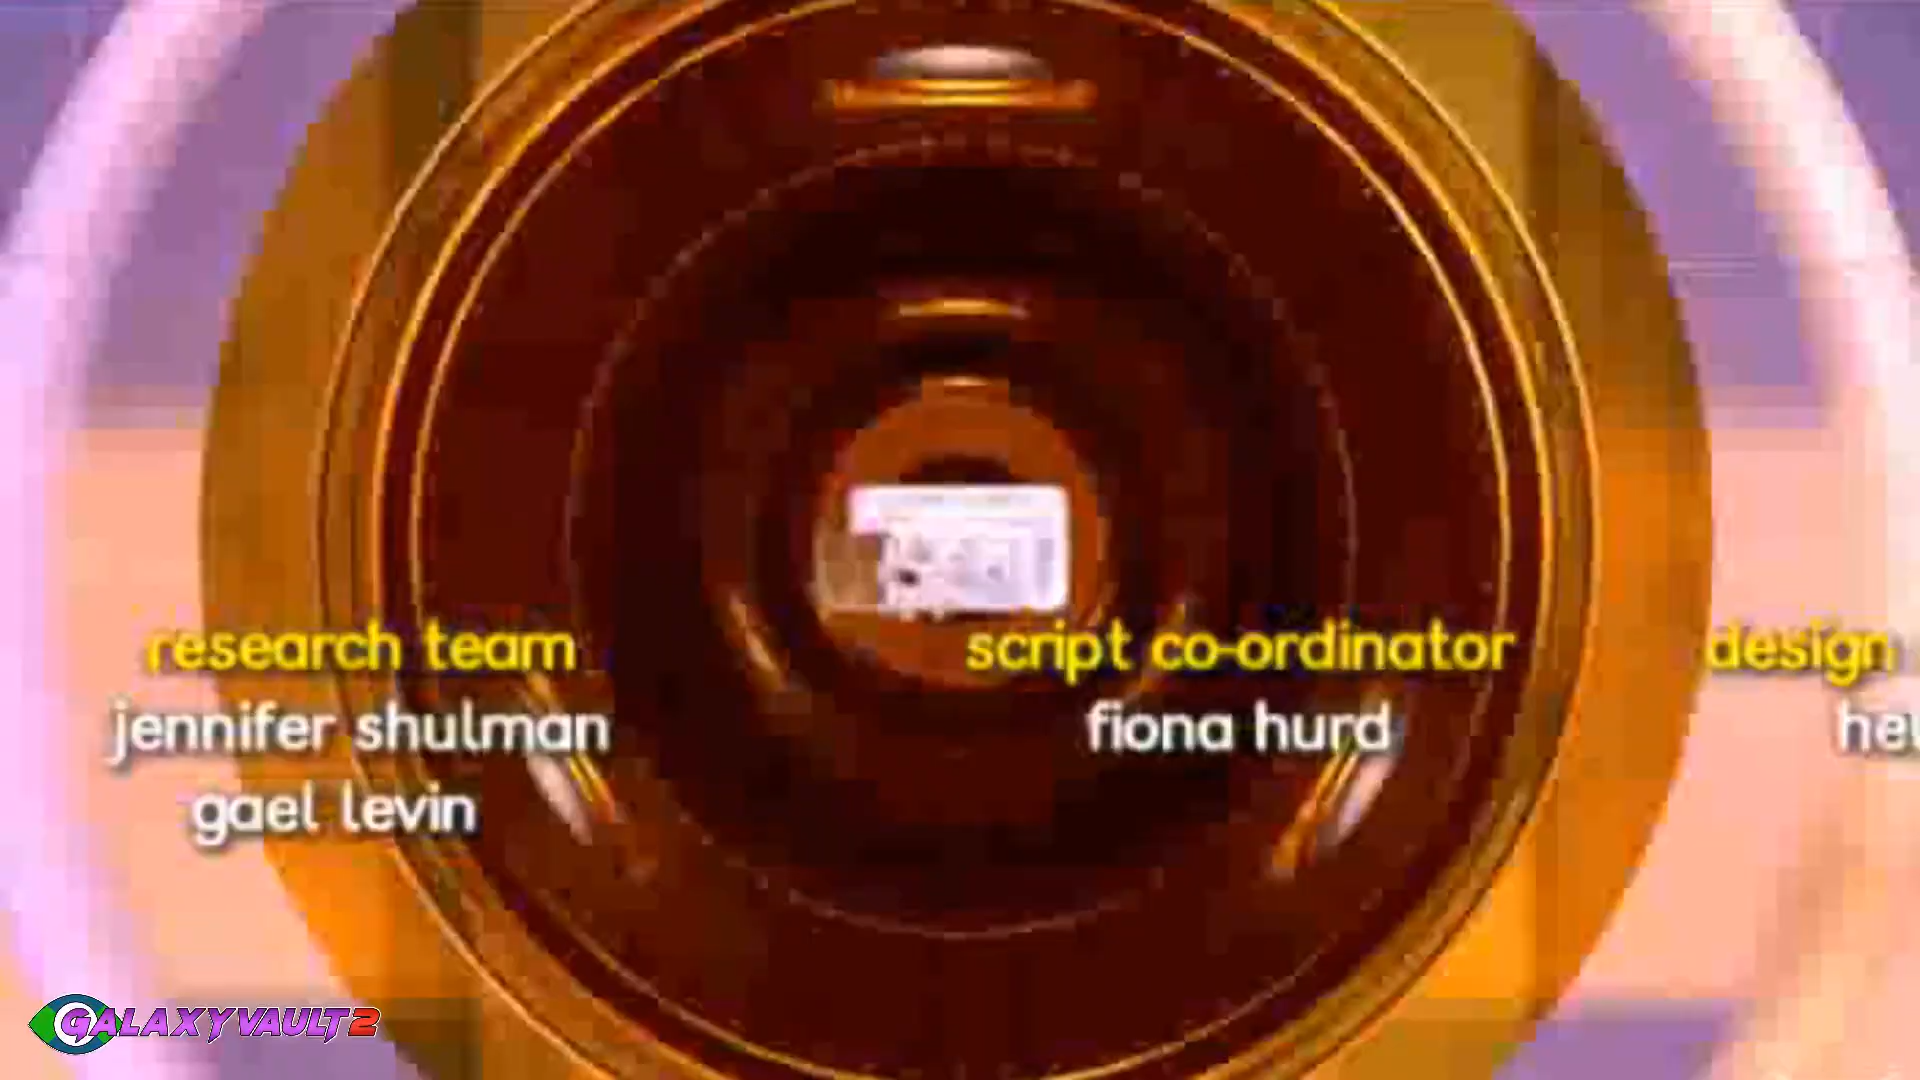 research team
jennifer shulman
gael levin
script co-ordinator
fiona hurd
design
GALAXYVAULT2